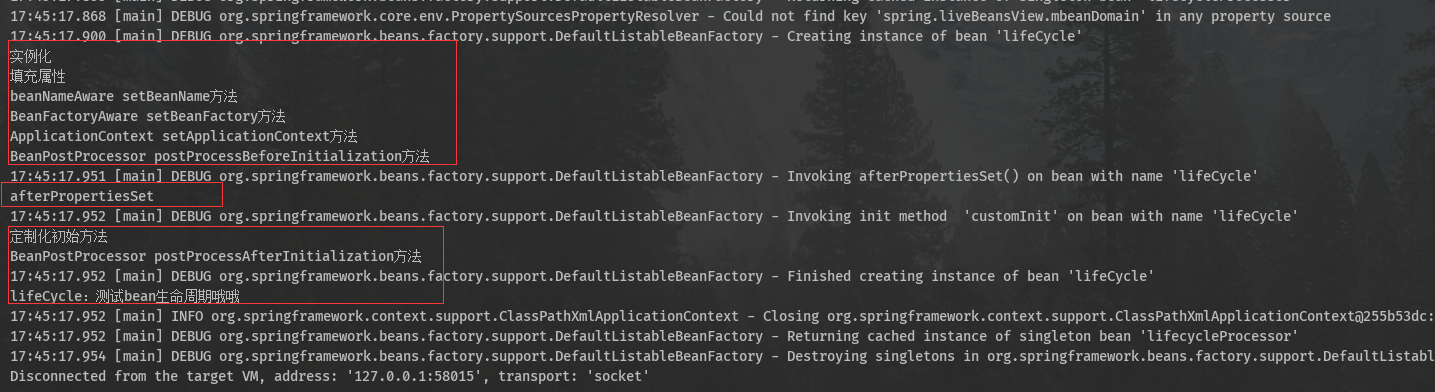 17:45:17.868 [main] DEBUG org.springframework.core.env.PropertySourcesPropertyResolver - Could not find key 'spring.liveBeansView.mbeanDomain' in any property source
17:45:17.900 [main] DEBUG org.springframework.beans.factory.support.DefaultListableBeanFactory - Creating instance of bean 'lifeCycle'
实例化
填充属性
beanNameAware setBeanName方法
BeanFactoryAware setBeanFactory方法
ApplicationContext setApplicationContext方法
BeanPostProcessor postProcessBeforeInitialization方法
17:45:17.951 [main] DEBUG org.springframework.beans.factory.support.DefaultListableBeanFactory - Invoking afterPropertiesSet() on bean with name 'lifeCycle'
afterPropertiesSet
17:45:17.952 [main] DEBUG org.springframework.beans.factory.support.DefaultListableBeanFactory - Invoking init method  'customInit' on bean with name 'lifeCycle'
定制化初始方法
BeanPostProcessor postProcessAfterInitialization方法
17:45:17.952 [main] DEBUG org.springframework.beans.factory.support.DefaultListableBeanFactory - Finished creating instance of bean 'lifeCycle'
lifeCycle：测试bean生命周期哦哦
17:45:17.952 [main] INFO org.springframework.context.support.ClassPathXmlApplicationContext - Closing org.springframework.context.support.ClassPathXmlApplicationContext@255b53dc:
17:45:17.952 [main] DEBUG org.springframework.beans.factory.support.DefaultListableBeanFactory - Returning cached instance of singleton bean 'lifecycleProcessor'
17:45:17.954 [main] DEBUG org.springframework.beans.factory.support.DefaultListableBeanFactory - Destroying singletons in org.springframework.beans.factory.support.DefaultListabl
Disconnected from the target VM, address: '127.0.0.1:58015', transport: 'socket'